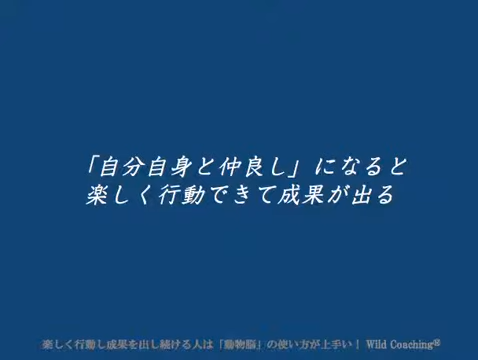 「自分自身と仲良し」になると
楽しく行動できて成果が出る
楽しく行動し成果を出し続ける人は「動物脳」の使い方が上手い！ Wild Coaching®